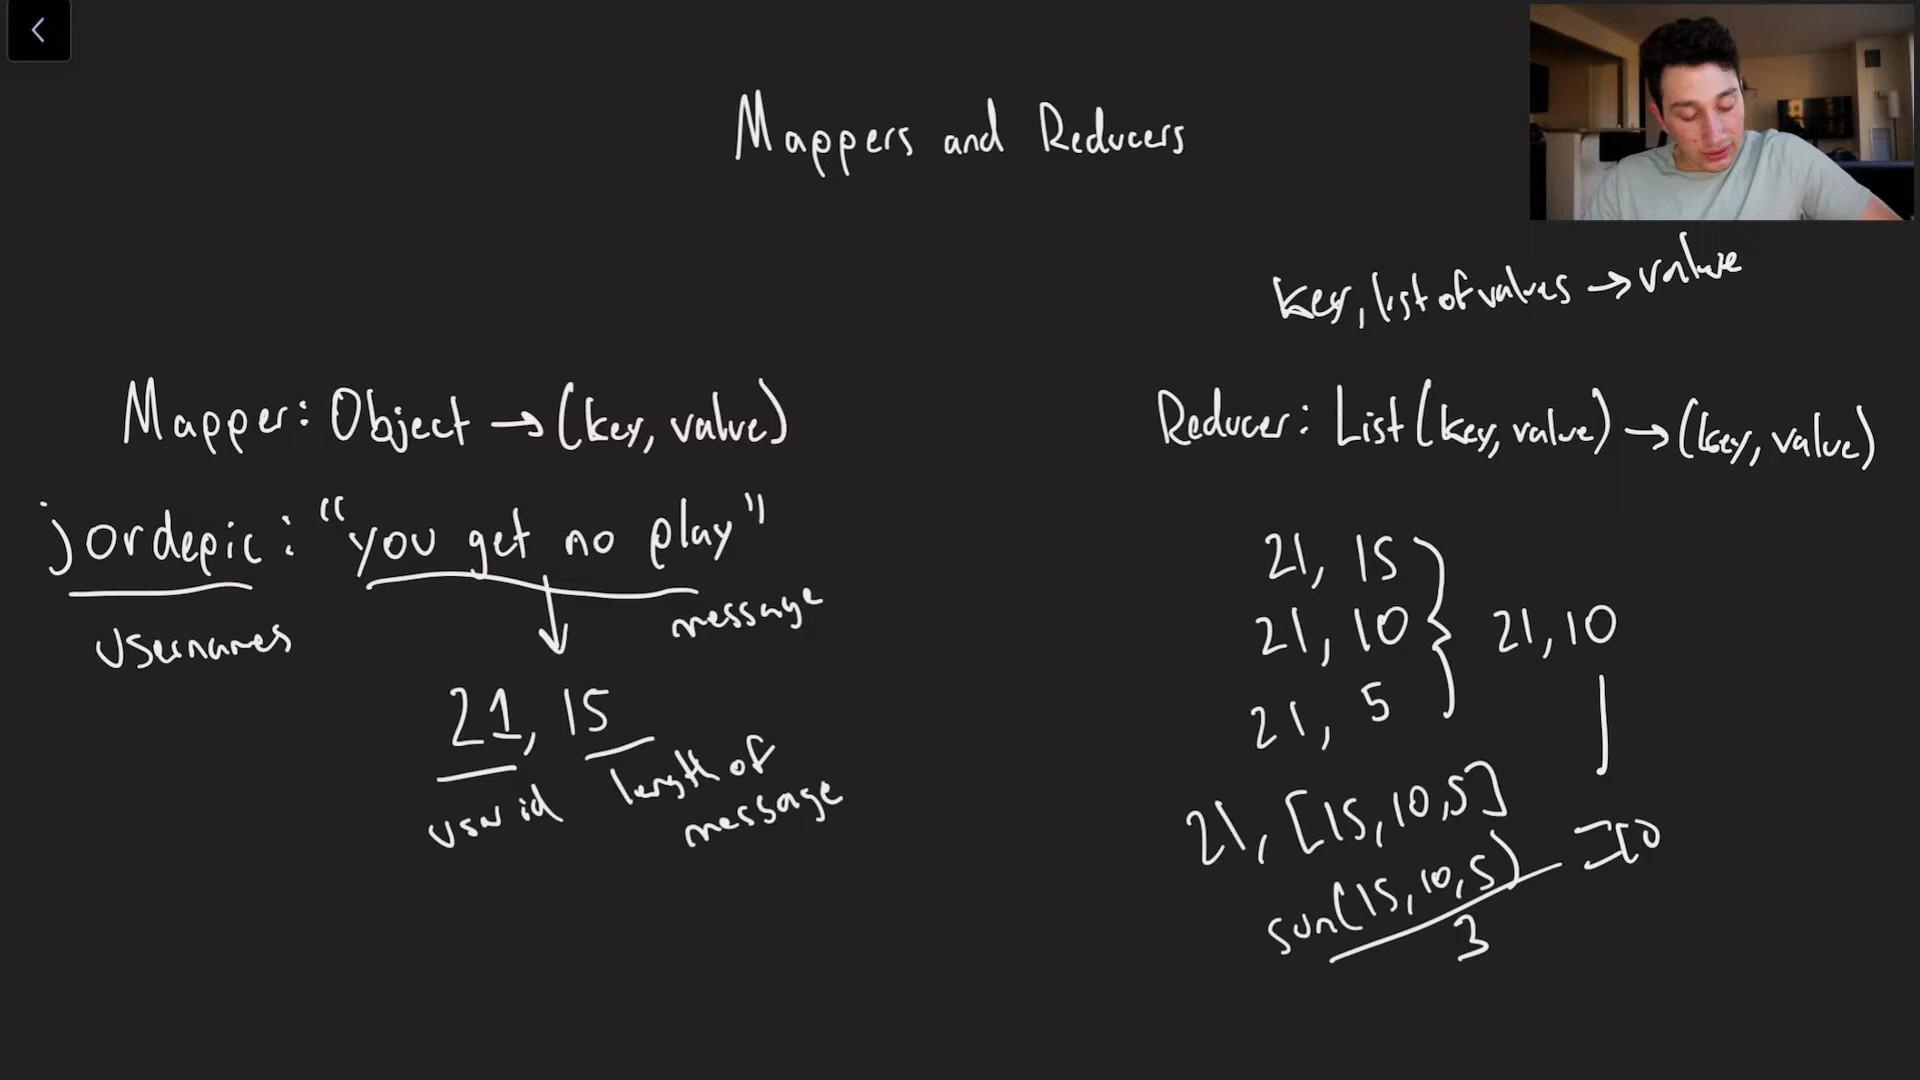 Mappers and Reducers
key, list of values → value
Mapper: Object → (key, value)
Reducer: List(key, value) → (key, value)
jordepic: "you get no play"
usernames
message
21, 15
user id
length of
message
21, 15
21, 10
21, 5
21, 10
21, [15, 10, 5]
sum(15, 10, 5)
3
=10